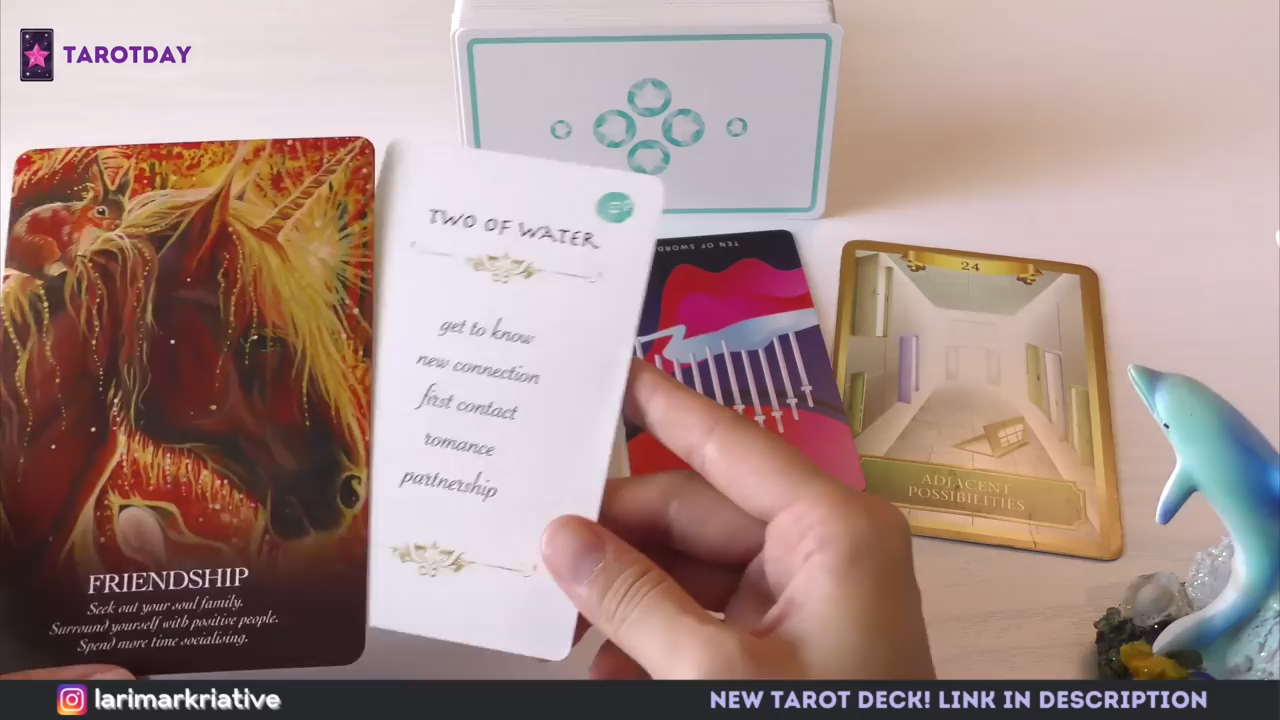 TAROTDAY
TWO OF WATER
get to know
new connection
first contact
romance
partnership
FRIENDSHIP
Seek out your soul family.
Surround yourself with positive people.
Spend more time socialising.
TEN OF SWORDS
24
ADJACENT
POSSIBILITIES
larimarkriative
NEW TAROT DECK! LINK IN DESCRIPTION